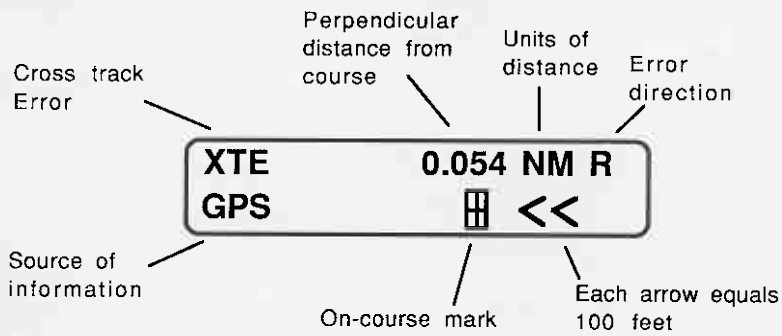 Cross track
Error
Perpendicular
distance from
course
Units of
distance
Error
direction
XTE 0.054 NM R
GPS <<
Source of
information
On-course mark
Each arrow equals
100 feet